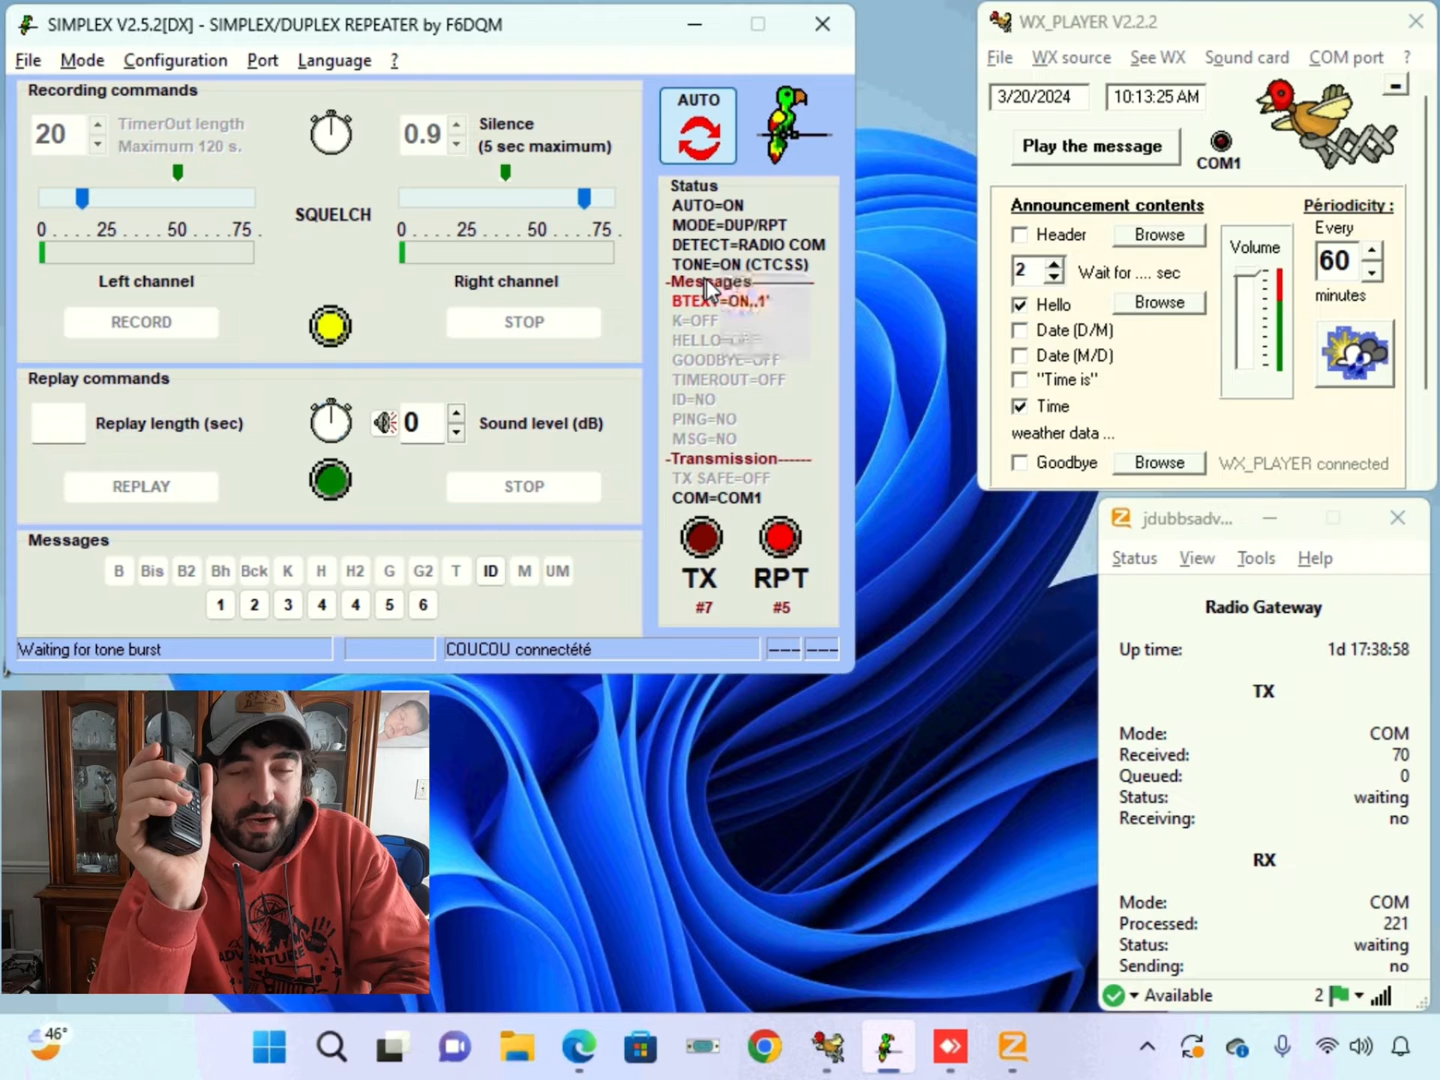 SIMPLEX V2.5.2[DX] - SIMPLEX/DUPLEX REPEATER by F6DQM
File Mode Configuration Port Language ?
Recording commands
20
TimerOut length
Maximum 120 s.
0.9
Silence
(5 sec maximum)
SQUELCH
0 . . . . 25 . . . . 50 . . . . 75 .
0 . . . . 25 . . . . 50 . . . . 75 .
Left channel
Right channel
RECORD
STOP
Replay commands
Replay length (sec)
0
Sound level (dB)
REPLAY
STOP
Messages
B Bis B2 Bh Bck K H H2 G G2 T ID M UM
1 2 3 4 4 5 6
Waiting for tone burst
COUCOU connectété
--- ---
AUTO
Status
AUTO=ON
MODE=DUP/RPT
DETECT=RADIO COM
TONE=ON (CTCSS)
-Messages
K=OFF
GOODBYE=OFF
TIMEROUT=OFF
ID=NO
PING=NO
MSG=NO
-Transmission------
TX SAFE=OFF
COM=COM1
TX RPT
#7 #5
WX_PLAYER V2.2.2
File WX source See WX Sound card COM port ?
3/20/2024
10:13:25 AM
Play the message
COM1
Announcement contents
Header
Browse
2
Wait for .... sec
Hello
Browse
Date (D/M)
Date (M/D)
"Time is"
Time
weather data ...
Goodbye
Browse
Volume
Périodicity :
Every
60
minutes
WX_PLAYER connected
jdubbsadv...
Status View Tools Help
Radio Gateway
Up time: 1d 17:38:58
TX
Mode: COM
Received: 70
Queued: 0
Status: waiting
Receiving: no
RX
Mode: COM
Processed: 221
Status: waiting
Sending: no
Available
2
ADVENTURE
46°